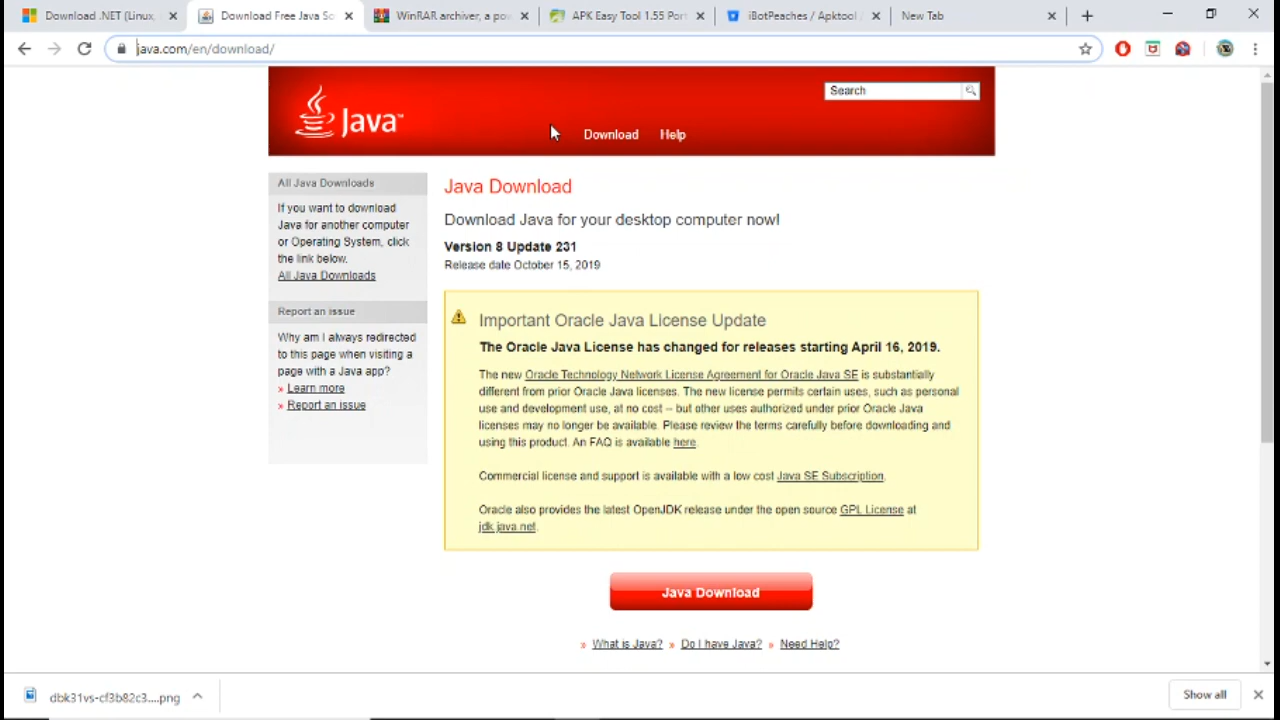 Download .NET (Linux,
Download Free Java So
WinRAR archiver, a pow
APK Easy Tool 1.55 Port
iBotPeaches / Apktool
New Tab
java.com/en/download/
Java™
Download
Help
Search
All Java Downloads
If you want to download
Java for another computer
or Operating System, click
the link below.
All Java Downloads
Report an issue
Why am I always redirected
to this page when visiting a
page with a Java app?
» Learn more
» Report an issue
Java Download
Download Java for your desktop computer now!
Version 8 Update 231
Release date October 15, 2019
Important Oracle Java License Update
The Oracle Java License has changed for releases starting April 16, 2019.
The new Oracle Technology Network License Agreement for Oracle Java SE is substantially
different from prior Oracle Java licenses. The new license permits certain uses, such as personal
use and development use, at no cost -- but other uses authorized under prior Oracle Java
licenses may no longer be available. Please review the terms carefully before downloading and
using this product. An FAQ is available here.
Commercial license and support is available with a low cost Java SE Subscription.
Oracle also provides the latest OpenJDK release under the open source GPL License at
jdk.java.net.
Java Download
» What is Java? » Do I have Java? » Need Help?
dbk31vs-cf3b82c3....png
Show all